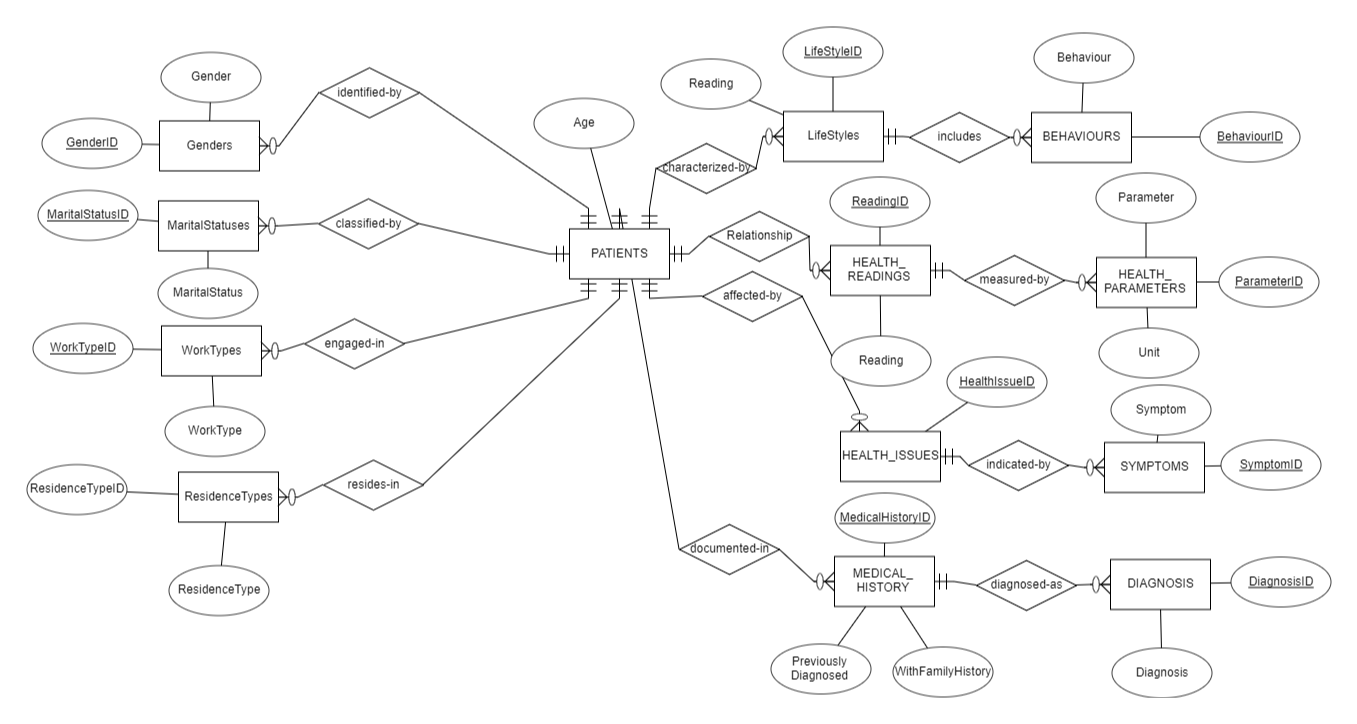 LifeStyleID
Behaviour
Gender
identified-by
Reading
Age
LifeStyles
includes
BEHAVIOURS
BehaviourID
GenderID
Genders
characterized-by
Parameter
ReadingID
MaritalStatusID
MaritalStatuses
classified-by
Relationship
PATIENTS
HEALTH_
READINGS
measured-by
HEALTH_
PARAMETERS
ParameterID
MaritalStatus
affected-by
WorkTypeID
WorkTypes
engaged-in
Reading
Unit
HealthIssueID
Symptom
WorkType
HEALTH_ISSUES
indicated-by
SYMPTOMS
SymptomID
ResidenceTypeID
ResidenceTypes
resides-in
MedicalHistoryID
documented-in
MEDICAL_
HISTORY
diagnosed-as
DIAGNOSIS
DiagnosisID
ResidenceType
Previously
Diagnosed
WithFamilyHistory
Diagnosis